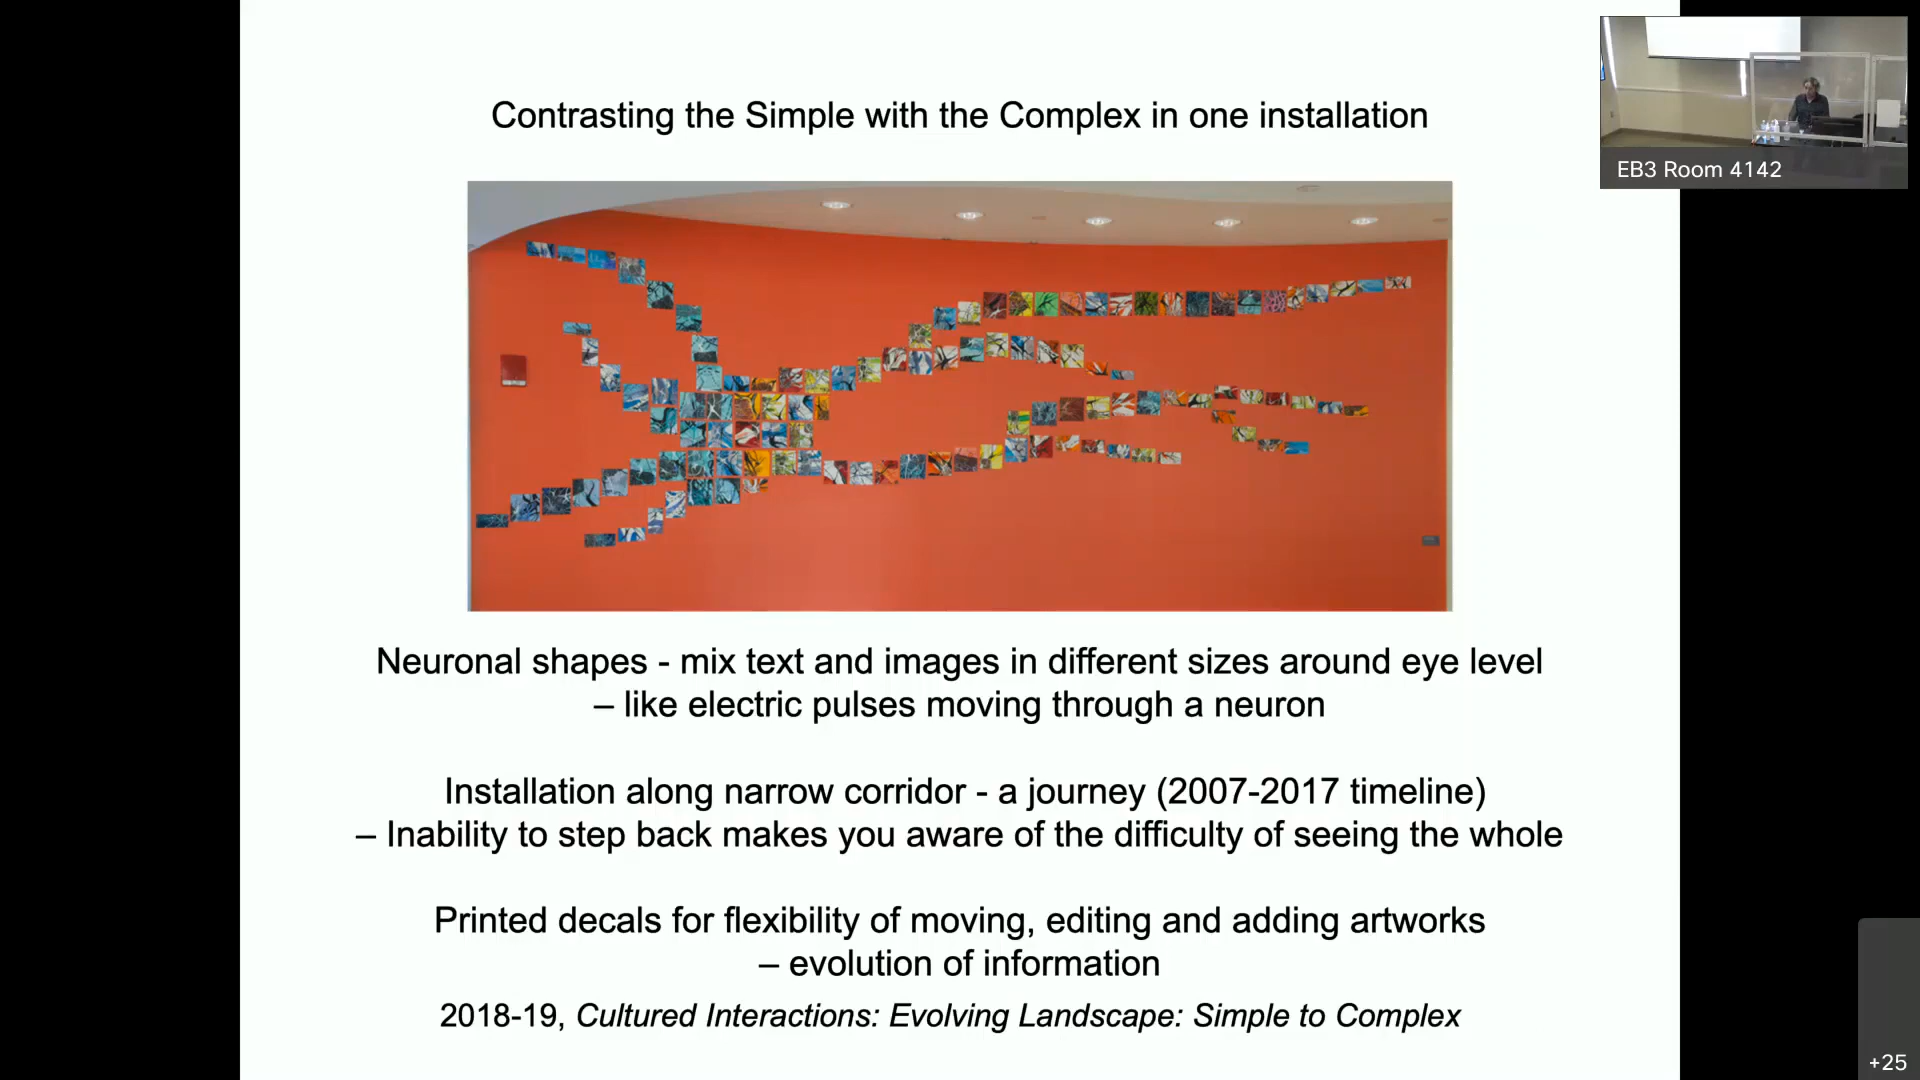 Contrasting the Simple with the Complex in one installation
EB3 Room 4142
Neuronal shapes - mix text and images in different sizes around eye level
– like electric pulses moving through a neuron
Installation along narrow corridor - a journey (2007-2017 timeline)
– Inability to step back makes you aware of the difficulty of seeing the whole
Printed decals for flexibility of moving, editing and adding artworks
– evolution of information
2018-19, Cultured Interactions: Evolving Landscape: Simple to Complex
+25